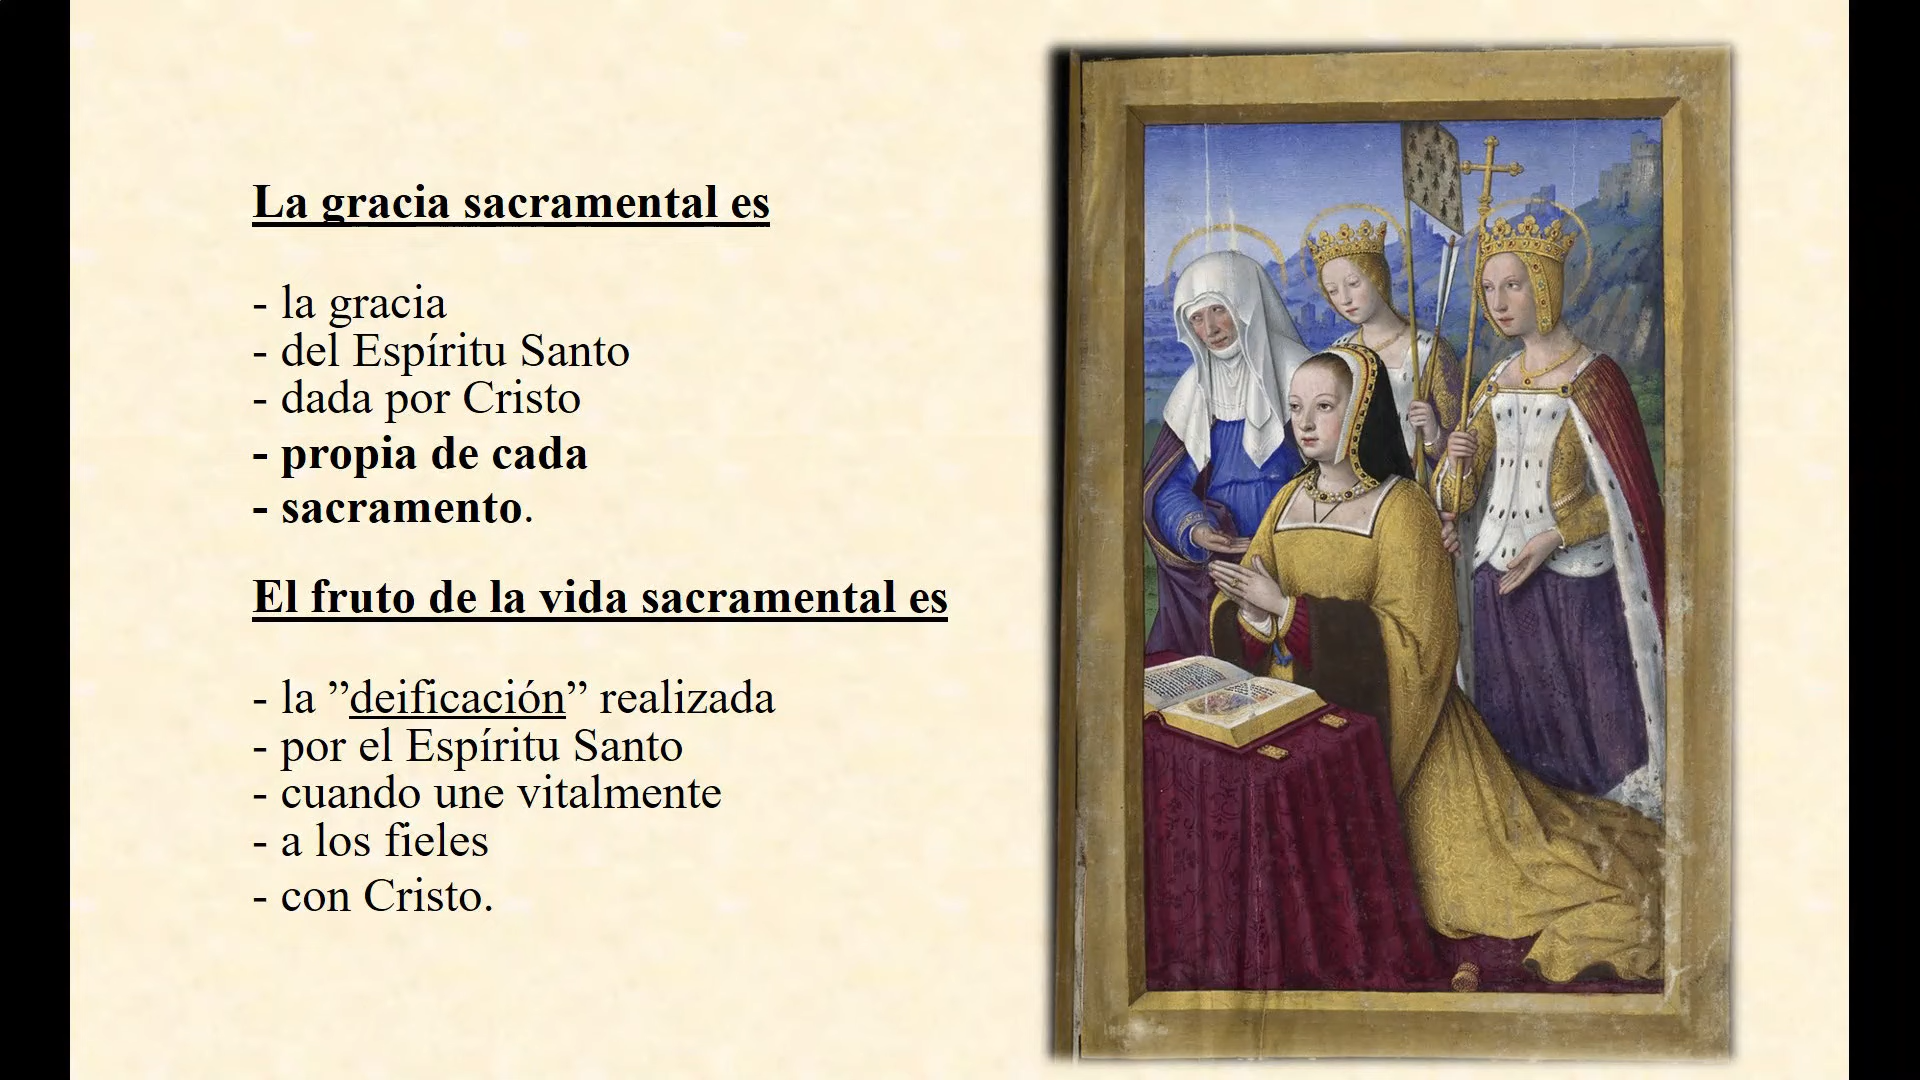 La gracia sacramental es
- la gracia
- del Espíritu Santo
- dada por Cristo
- propia de cada
- sacramento.
El fruto de la vida sacramental es
- la ”deificación” realizada
- por el Espíritu Santo
- cuando une vitalmente
- a los fieles
- con Cristo.